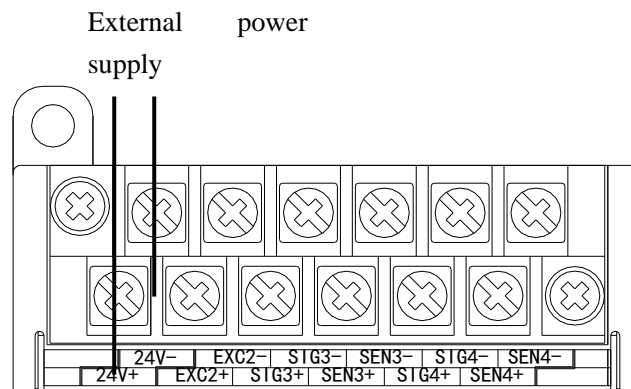 External power
supply
24V- EXC2- SIG3- SEN3- SIG4- SEN4-
24V+ EXC2+ SIG3+ SEN3+ SIG4+ SEN4+